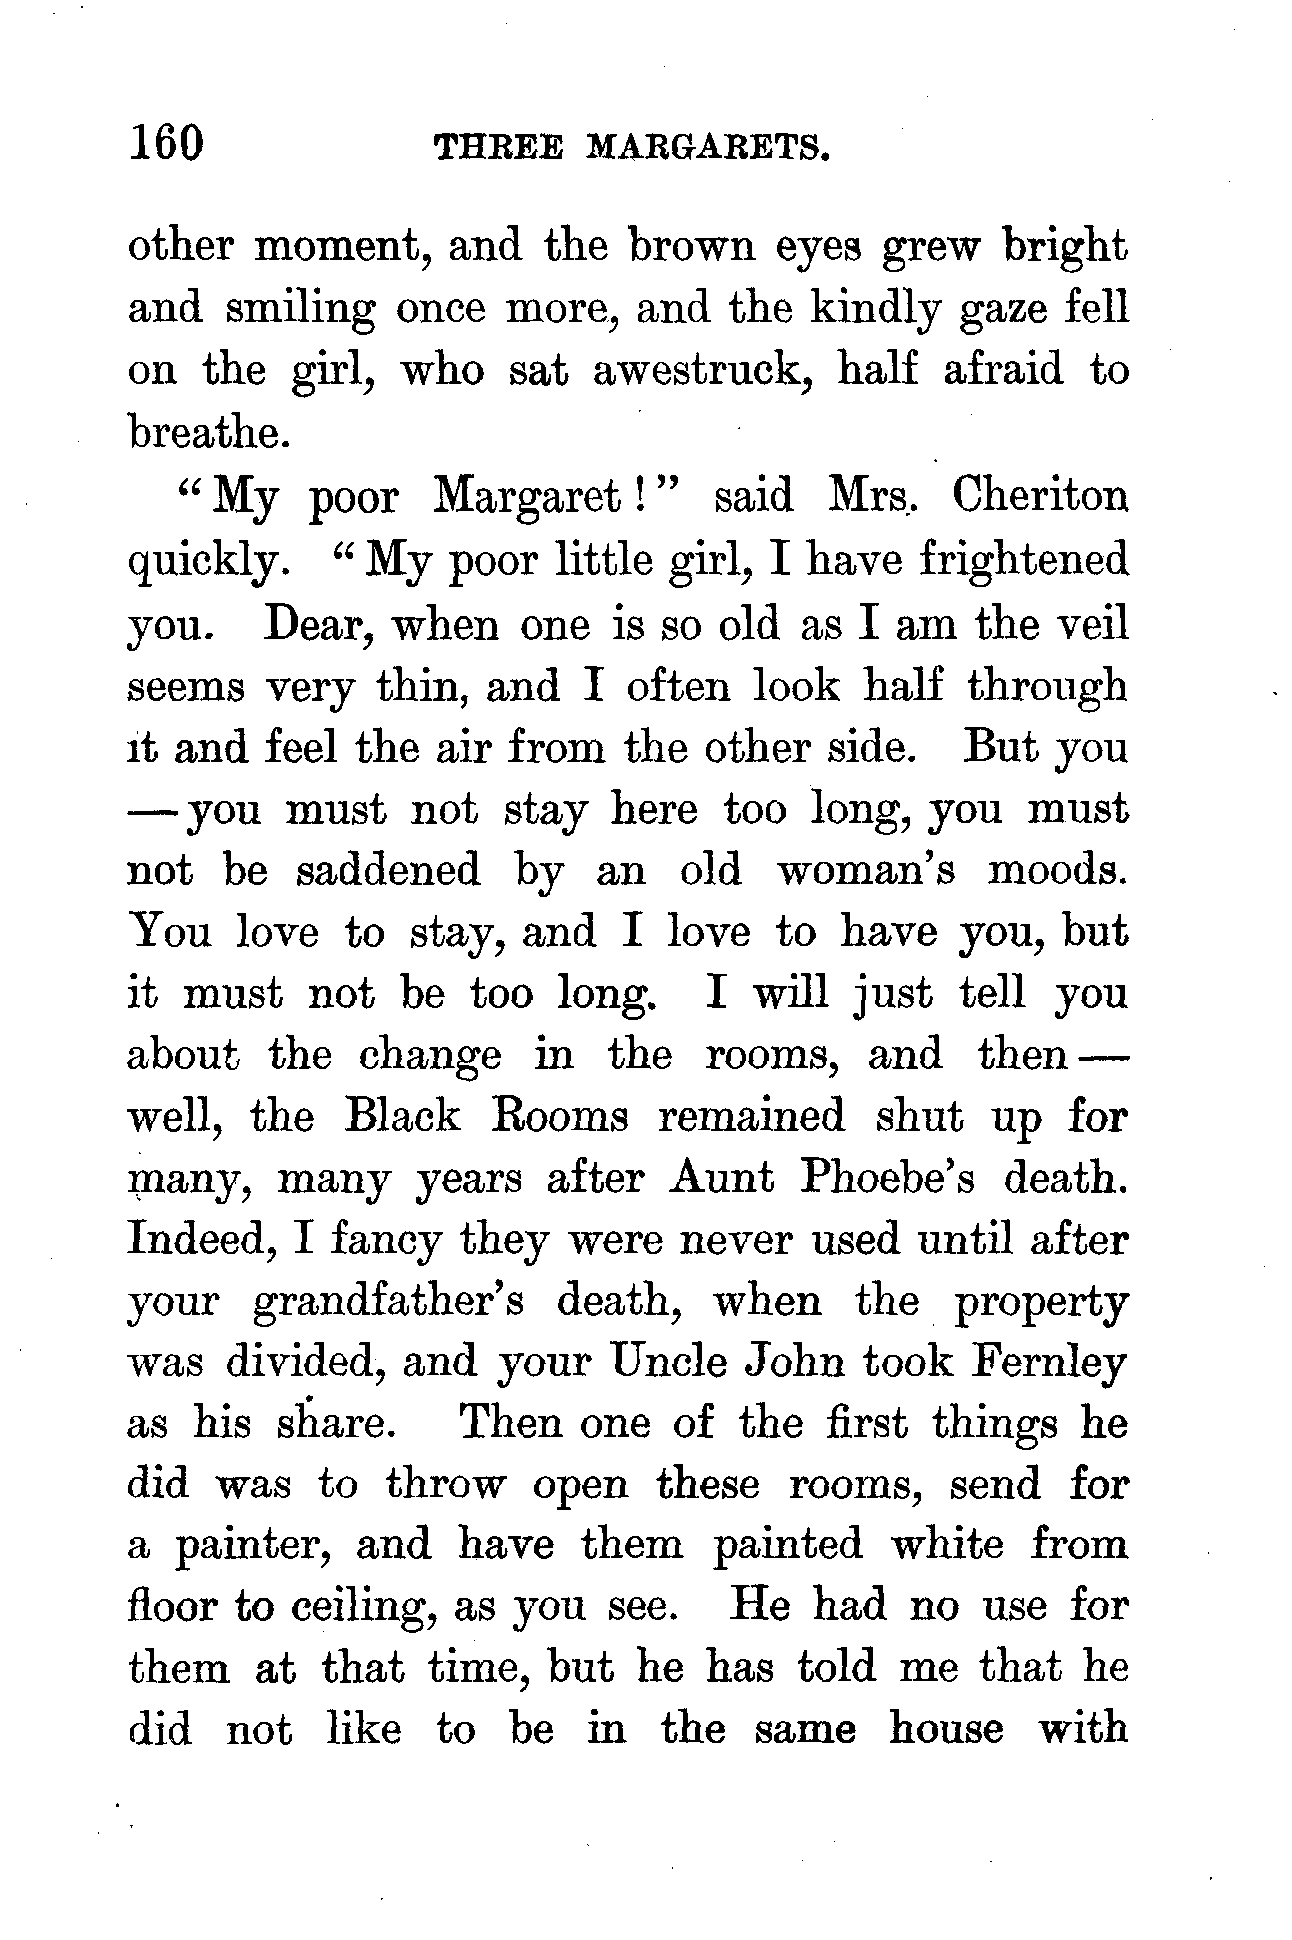 160 THREE MARGARETS.
other moment, and the brown eyes grew bright
and smiling once more, and the kindly gaze fell
on the girl, who sat awestruck, half afraid to
breathe.
“My poor Margaret!” said Mrs. Cheriton
quickly. “My poor little girl, I have frightened
you. Dear, when one is so old as I am the veil
seems very thin, and I often look half through
it and feel the air from the other side. But you
— you must not stay here too long, you must
not be saddened by an old woman’s moods.
You love to stay, and I love to have you, but
it must not be too long. I will just tell you
about the change in the rooms, and then —
well, the Black Rooms remained shut up for
many, many years after Aunt Phoebe’s death.
Indeed, I fancy they were never used until after
your grandfather’s death, when the property
was divided, and your Uncle John took Fernley
as his share. Then one of the first things he
did was to throw open these rooms, send for
a painter, and have them painted white from
floor to ceiling, as you see. He had no use for
them at that time, but he has told me that he
did not like to be in the same house with